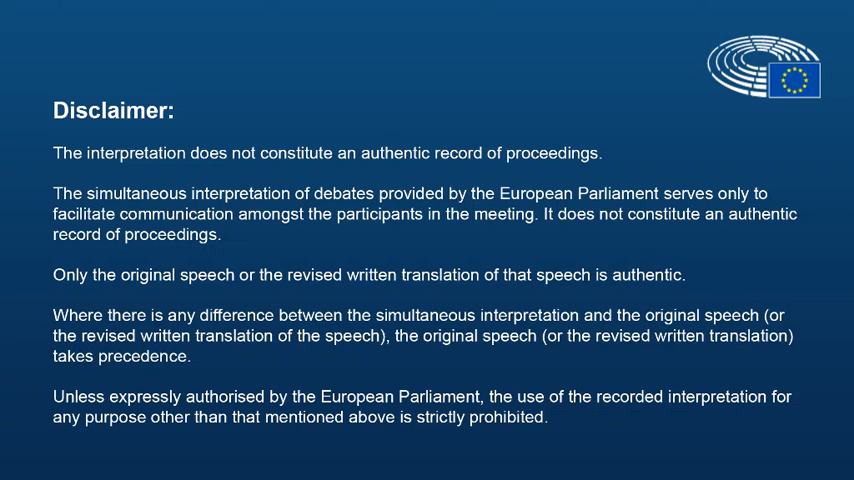 Disclaimer:
The interpretation does not constitute an authentic record of proceedings.
The simultaneous interpretation of debates provided by the European Parliament serves only to
facilitate communication amongst the participants in the meeting. It does not constitute an authentic
record of proceedings.
Only the original speech or the revised written translation of that speech is authentic.
Where there is any difference between the simultaneous interpretation and the original speech (or
the revised written translation of the speech), the original speech (or the revised written translation)
takes precedence.
Unless expressly authorised by the European Parliament, the use of the recorded interpretation for
any purpose other than that mentioned above is strictly prohibited.